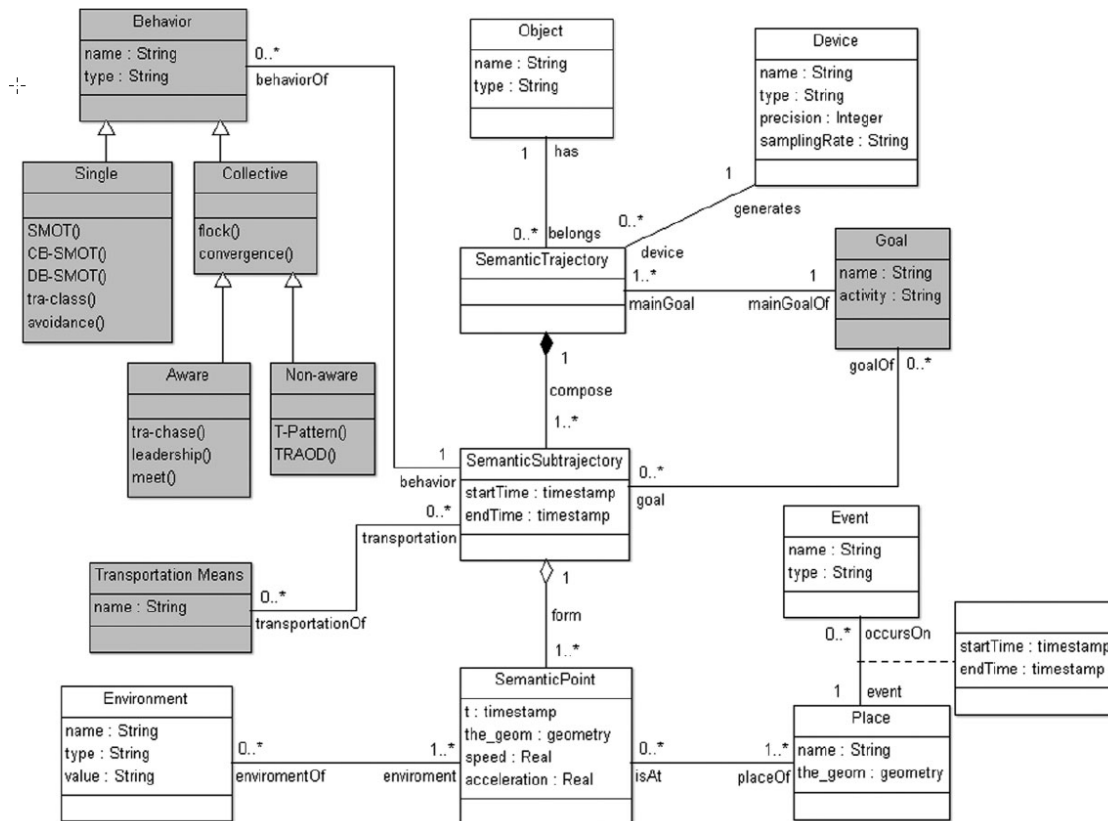 Behavior
name : String
type : String
0..*
behaviorOf
Object
name : String
type : String
1
has
Device
name : String
type : String
precision : Integer
samplingRate : String
1
generates
Single
SMOT()
CB-SMOT()
DB-SMOT()
tra-class()
avoidance()
Collective
flock()
convergence()
0..*
belongs
0..*
device
SemanticTrajectory
1..*
mainGoal
1
mainGoalOf
Goal
name : String
activity : String
goalOf
0..*
1
compose
1..*
Aware
tra-chase()
leadership()
meet()
Non-aware
T-Pattern()
TRAOD()
1
behavior
SemanticSubtrajectory
startTime : timestamp
endTime : timestamp
0..*
goal
0..*
transportation
Transportation Means
name : String
0..*
transportationOf
1
form
1..*
Event
name : String
type : String
0..*
occursOn
startTime : timestamp
endTime : timestamp
1
event
Environment
name : String
type : String
value : String
0..*
enviromentOf
1..*
enviroment
SemanticPoint
t : timestamp
the_geom : geometry
speed : Real
acceleration : Real
0..*
isAt
1..*
placeOf
Place
name : String
the_geom : geometry